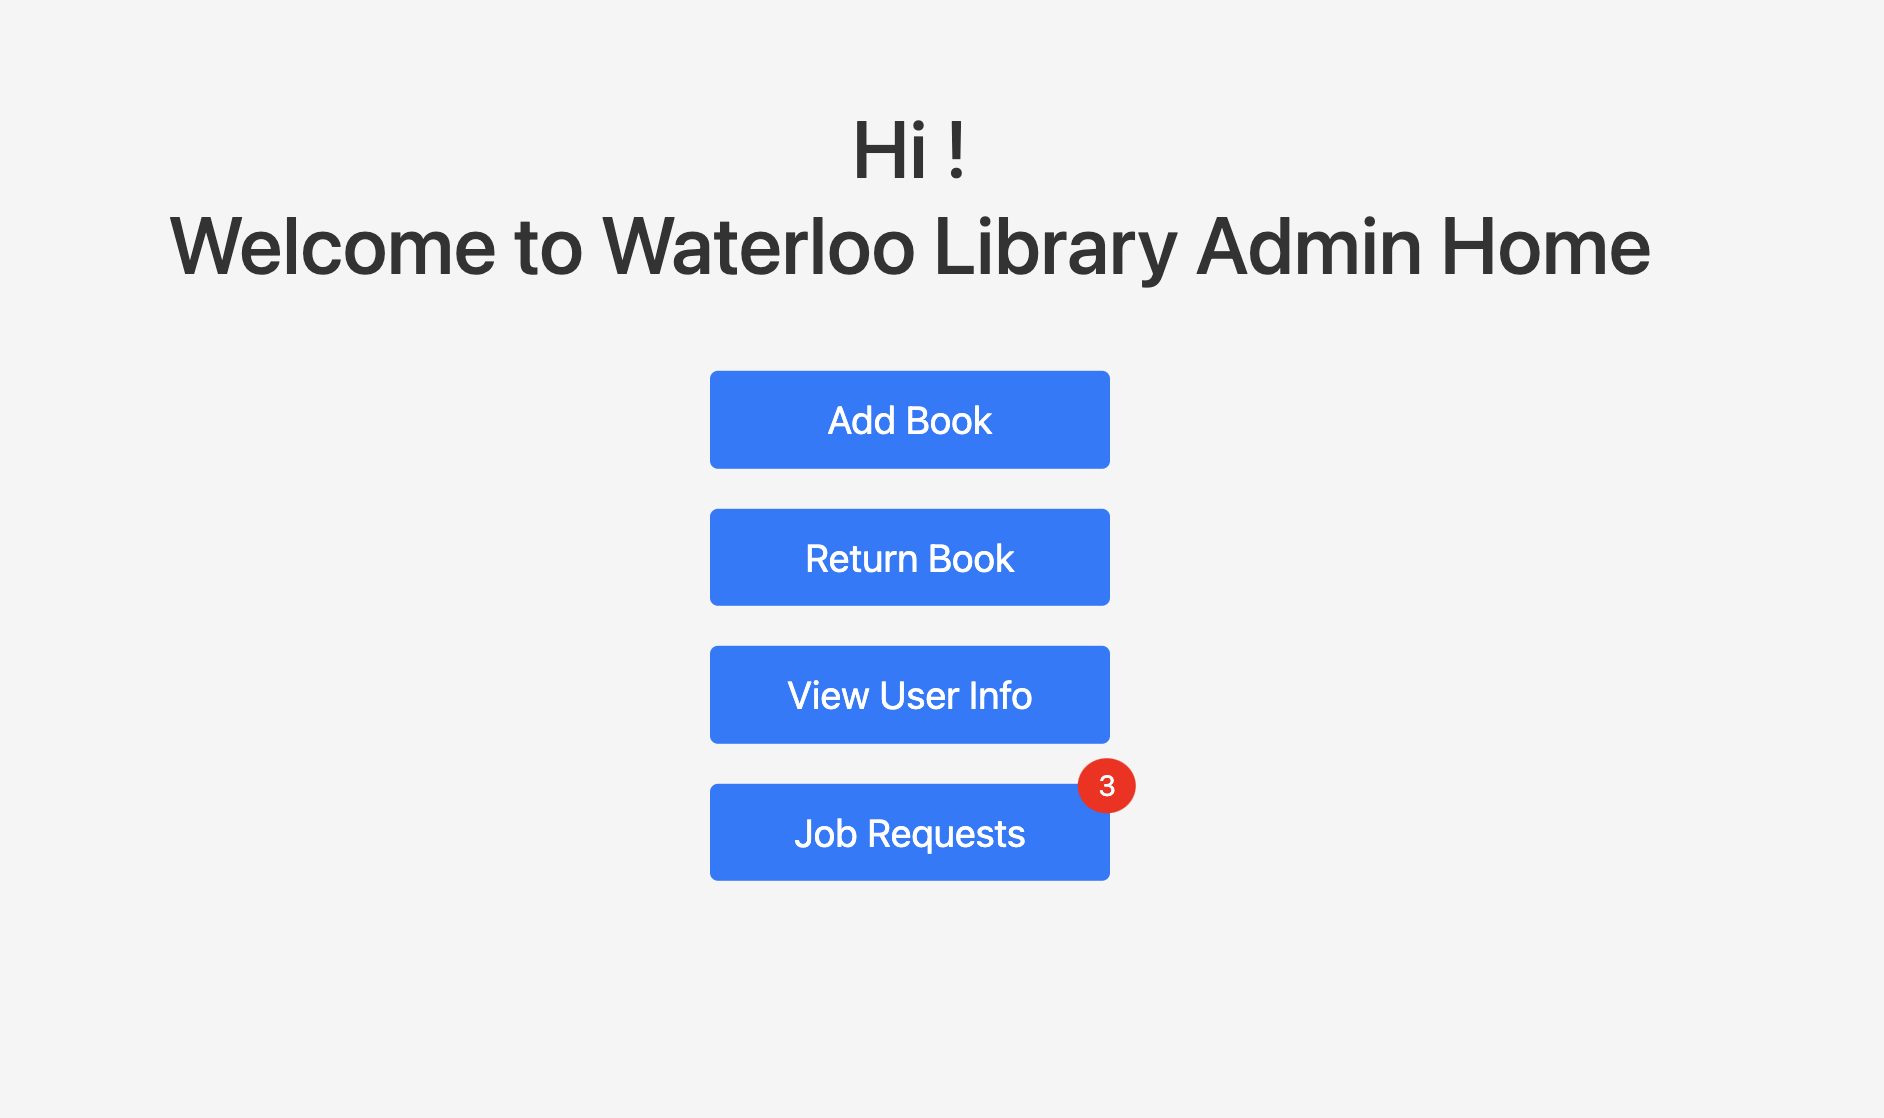 Hi !
Welcome to Waterloo Library Admin Home
Add Book
Return Book
View User Info
3
Job Requests